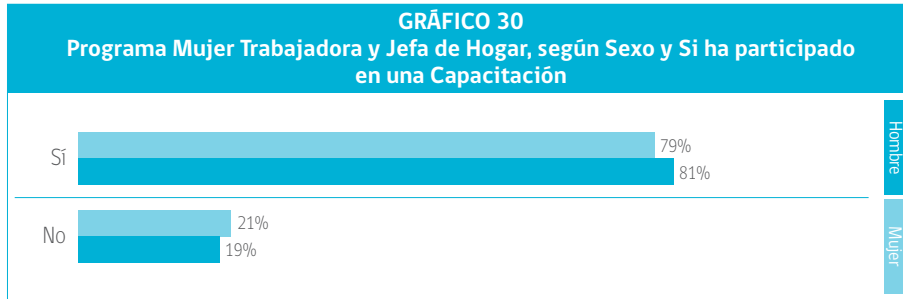 GRÁFICO 30
Programa Mujer Trabajadora y Jefa de Hogar, según Sexo y Si ha participado
en una Capacitación
Sí
79%
81%
No
21%
19%
Hombre
Mujer